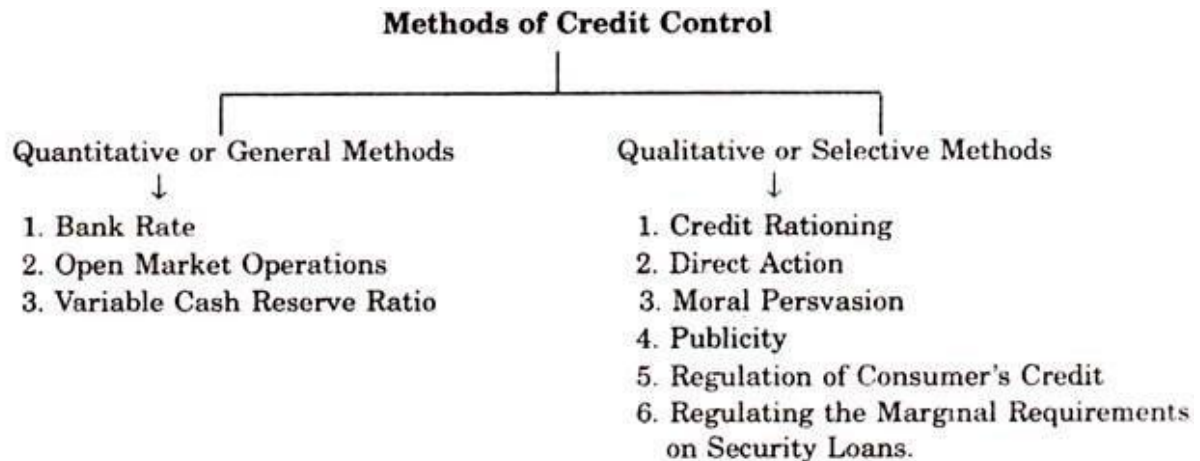 Methods of Credit Control
Quantitative or General Methods
↓
1. Bank Rate
2. Open Market Operations
3. Variable Cash Reserve Ratio
Qualitative or Selective Methods
↓
1. Credit Rationing
2. Direct Action
3. Moral Persvasion
4. Publicity
5. Regulation of Consumer's Credit
6. Regulating the Marginal Requirements
on Security Loans.